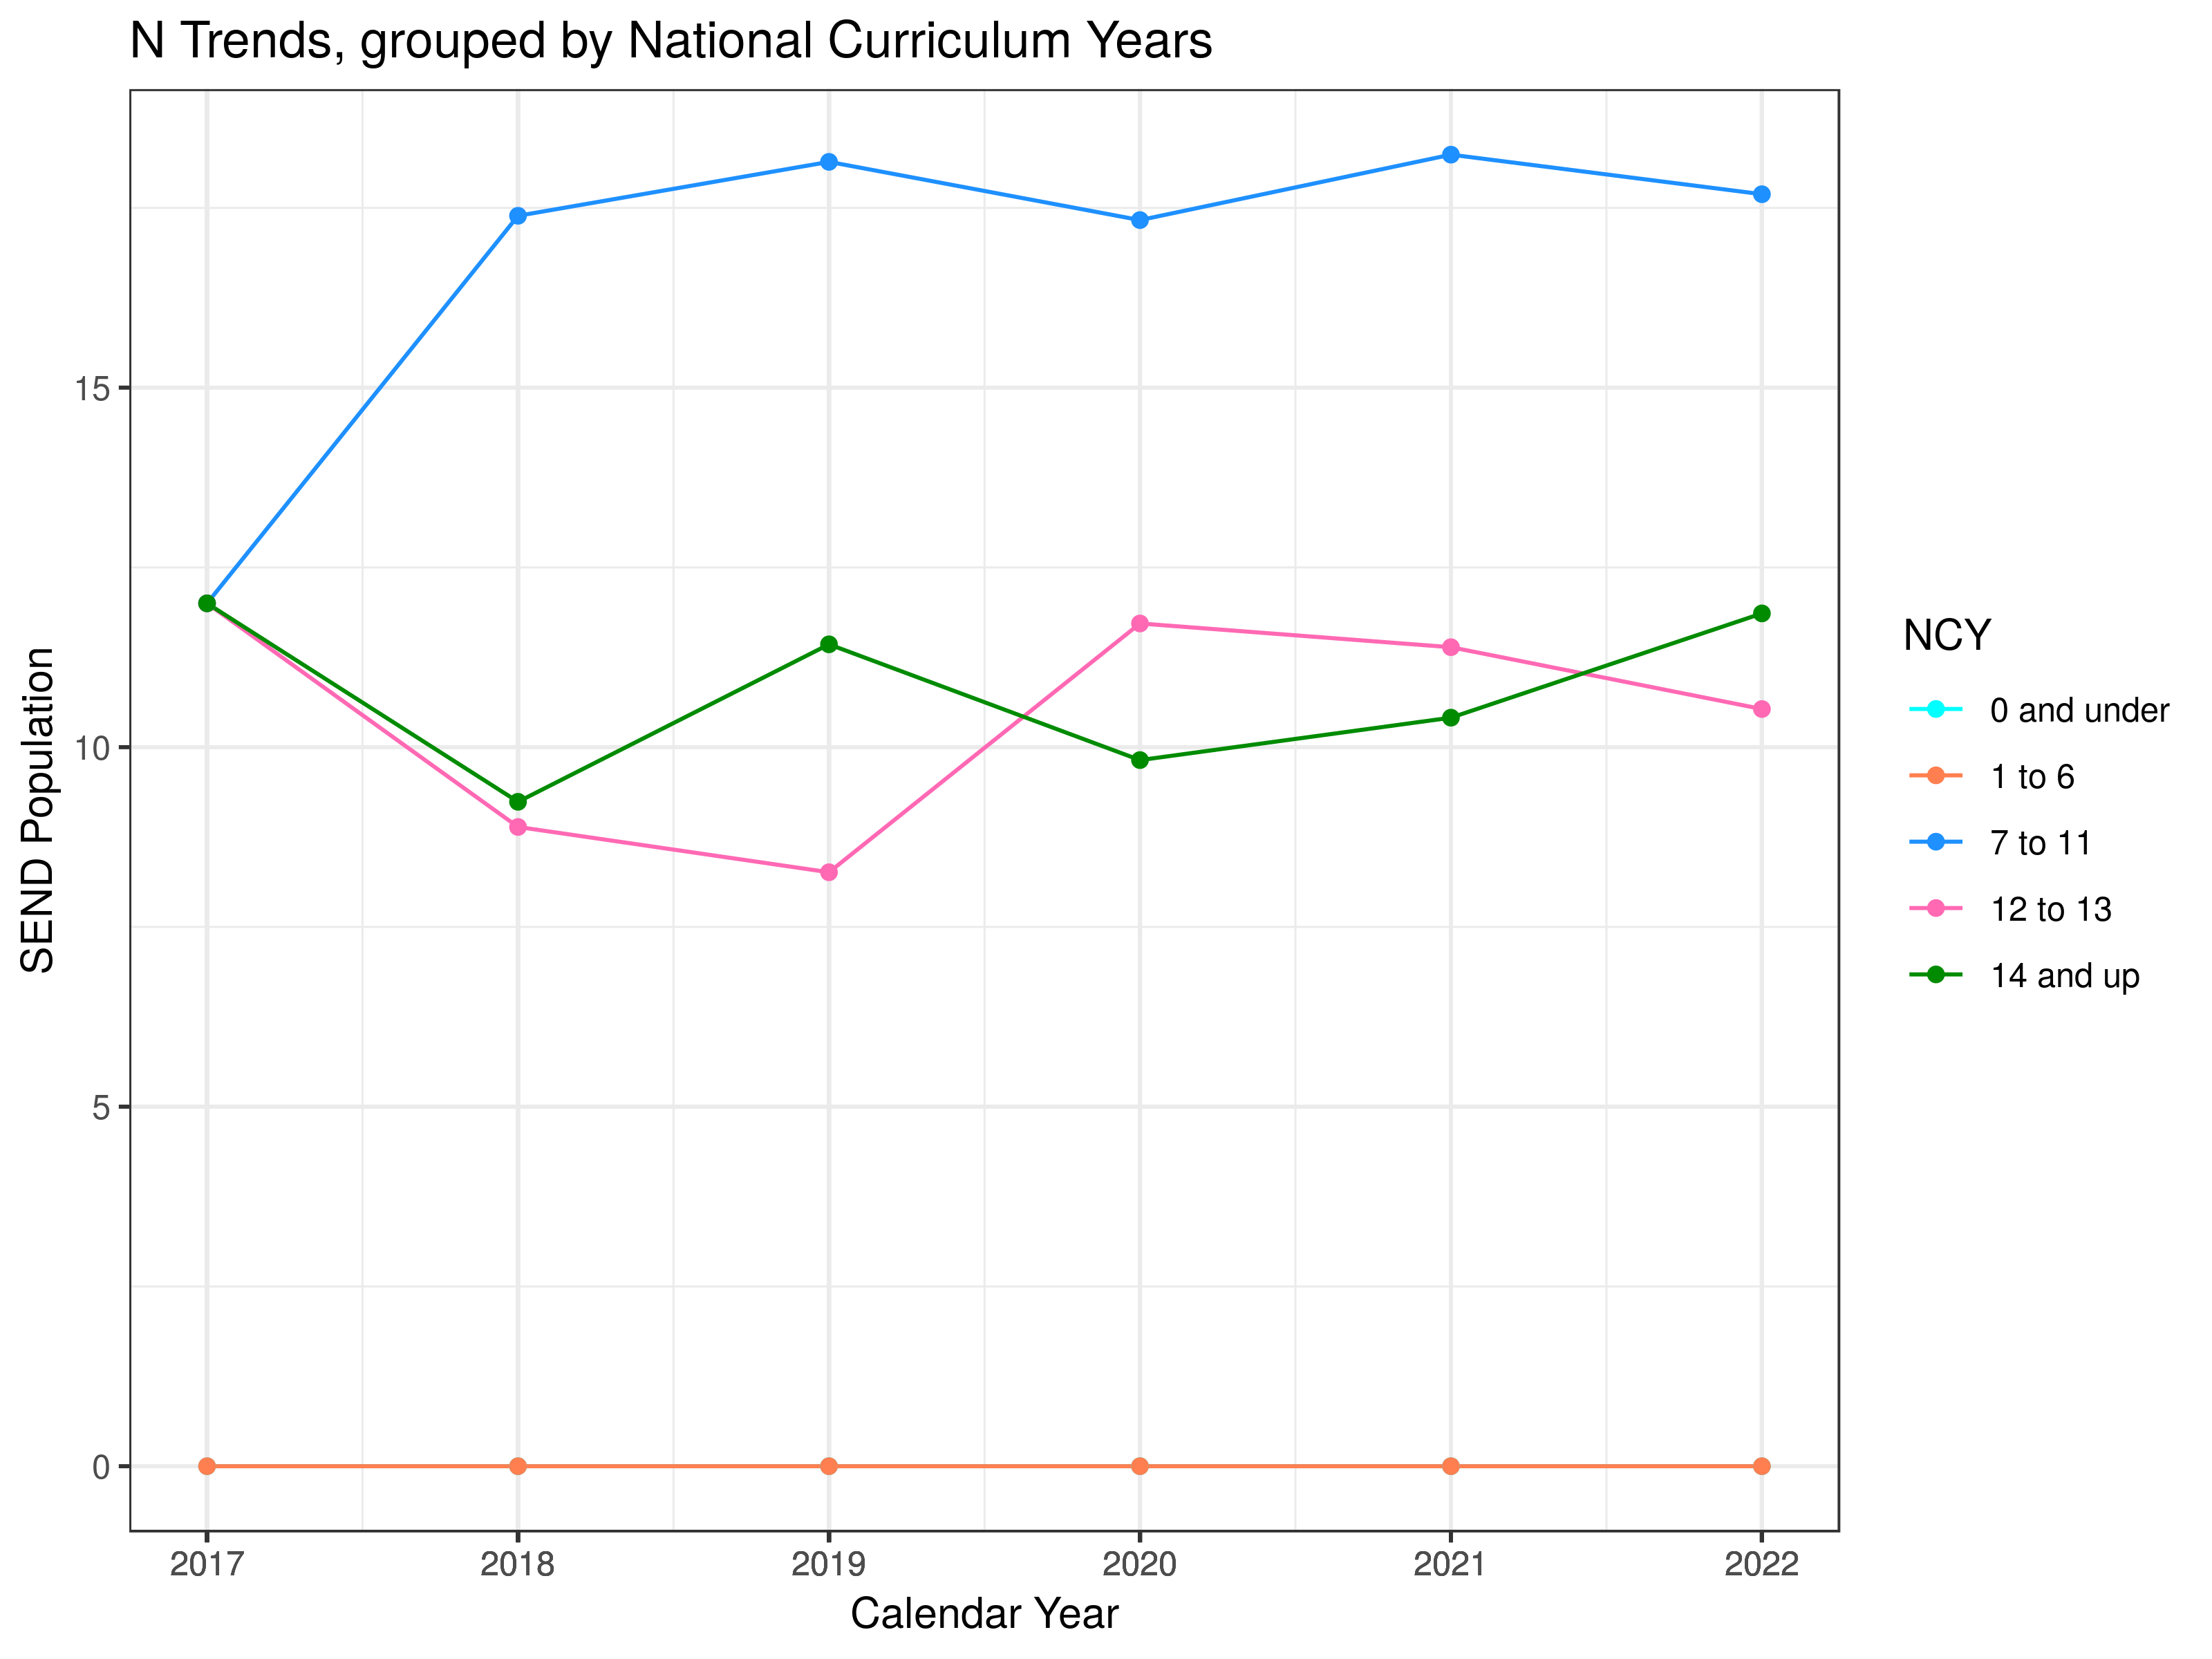 N Trends, grouped by National Curriculum Years
SEND Population
15
10
5
0
2017 2018 2019 2020 2021 2022
Calendar Year
NCY
0 and under
1 to 6
7 to 11
12 to 13
14 and up